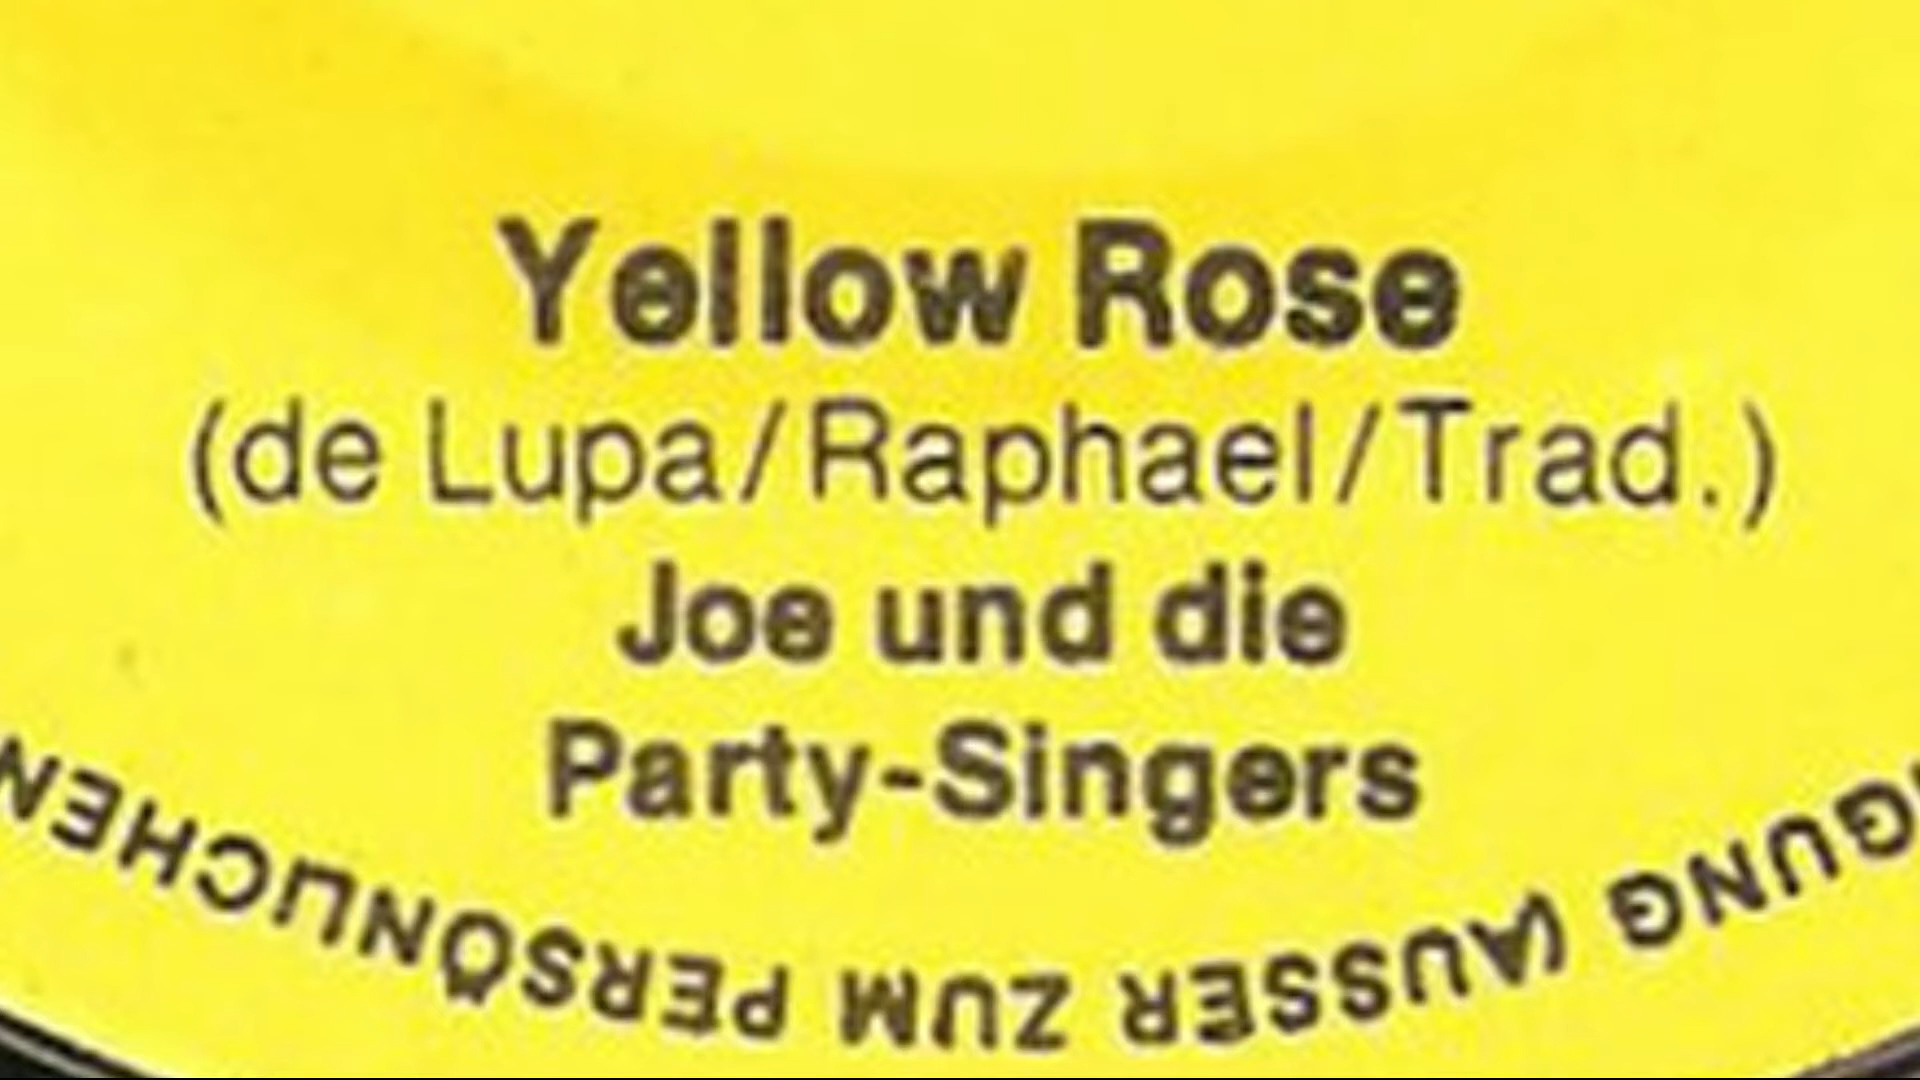 Yellow Rose
(de Lupa/Raphael/Trad.)
Joe und die
Party-Singers
GUNG (AUSSER ZUM PERSÖNLICHEN